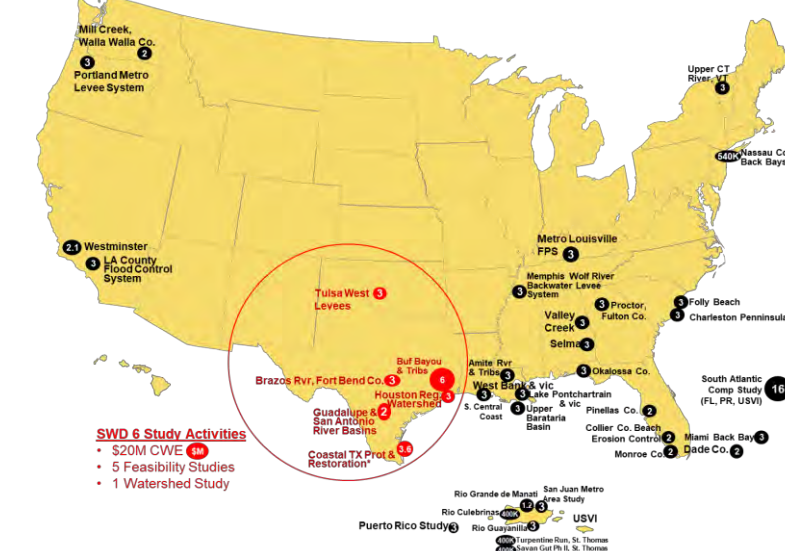 Mill Creek,
Walla Walla Co.
2
3
Portland Metro
Levee System
Upper CT
River, VT
3
540K Nassau Co
Back Bays
2.1 Westminster
3 LA County
Flood Control
System
Metro Louisville
FPS 3
Memphis Wolf River
Backwater Levee
3 System
3 Proctor,
Fulton Co.
Valley
Creek 3
Selma 3
3 Folly Beach
3 Charleston Penninsula
Tulsa West 3
Levees
Buf Bayou
& Tribs
6
Brazos Rvr, Fort Bend Co. 3
Houston Reg.
Watershed 3
Guadalupe & 2
San Antonio
River Basins
Coastal TX Prot & 3.6
Restoration*
Amite Rvr
& Tribs 3
West Bank & vic
3
S. Central
Coast
3 Lake Pontchartrain
& vic
3 Upper
Barataria
Basin
3 Okalossa Co.
Pinellas Co. 2
Collier Co. Beach
Erosion Control 2
Monroe Co. 2
Miami Back Bay 3
Dade Co. 2
South Atlantic
Comp Study 16
(FL, PR, USVI)
SWD 6 Study Activities
• $20M CWE $M
• 5 Feasibility Studies
• 1 Watershed Study
Rio Grande de Manati
1.2
San Juan Metro
3 Area Study
Rio Culebrinas 400K
Rio Guayanilla 3
Puerto Rico Study 3
USVI
400K Turpentine Run, St. Thomas
400K Savan Gut Ph II, St. Thomas